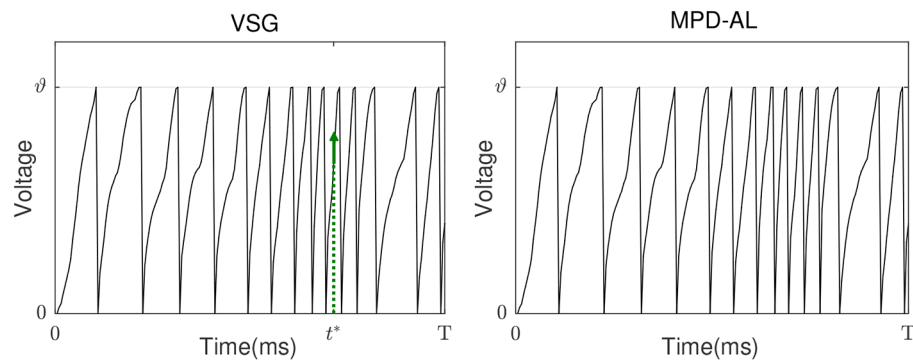 VSG
ϑ
Voltage
0
0
t*
T
Time(ms)
MPD-AL
ϑ
Voltage
0
0
T
Time(ms)